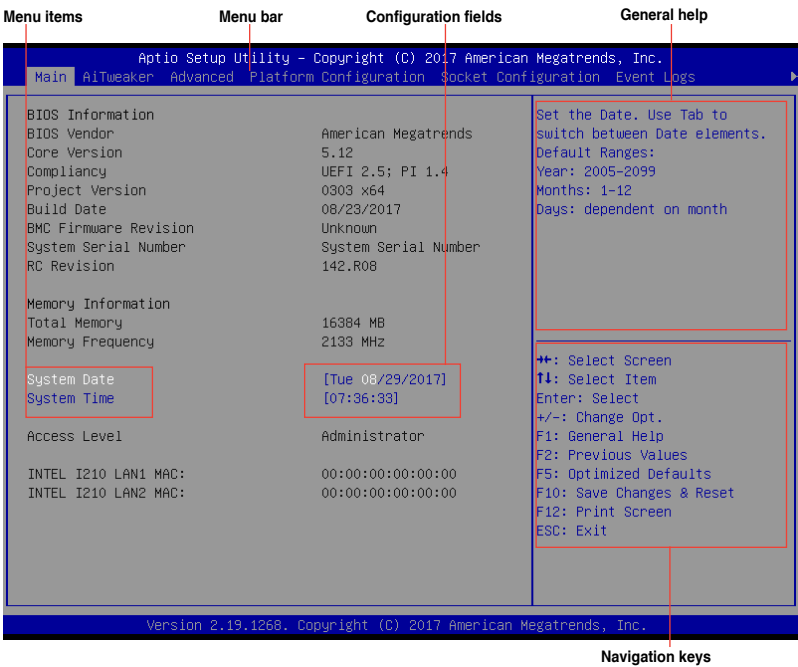 Menu items Menu bar Configuration fields General help
Aptio Setup Utility – Copyright (C) 2017 American Megatrends, Inc.
Main AiTweaker Advanced Platform Configuration Socket Configuration Event Logs
BIOS Information
BIOS Vendor American Megatrends
Core Version 5.12
Compliancy UEFI 2.5; PI 1.4
Project Version 0303 x64
Build Date 08/23/2017
BMC Firmware Revision Unknown
System Serial Number System Serial Number
RC Revision 142.R08
Memory Information
Total Memory 16384 MB
Memory Frequency 2133 MHz
System Date [Tue 08/29/2017]
System Time [07:36:33]
Access Level Administrator
INTEL I210 LAN1 MAC: 00:00:00:00:00:00
INTEL I210 LAN2 MAC: 00:00:00:00:00:00
Set the Date. Use Tab to
switch between Date elements.
Default Ranges:
Year: 2005-2099
Months: 1-12
Days: dependent on month
→←: Select Screen
↑↓: Select Item
Enter: Select
+/-: Change Opt.
F1: General Help
F2: Previous Values
F5: Optimized Defaults
F10: Save Changes & Reset
F12: Print Screen
ESC: Exit
Version 2.19.1268. Copyright (C) 2017 American Megatrends, Inc.
Navigation keys